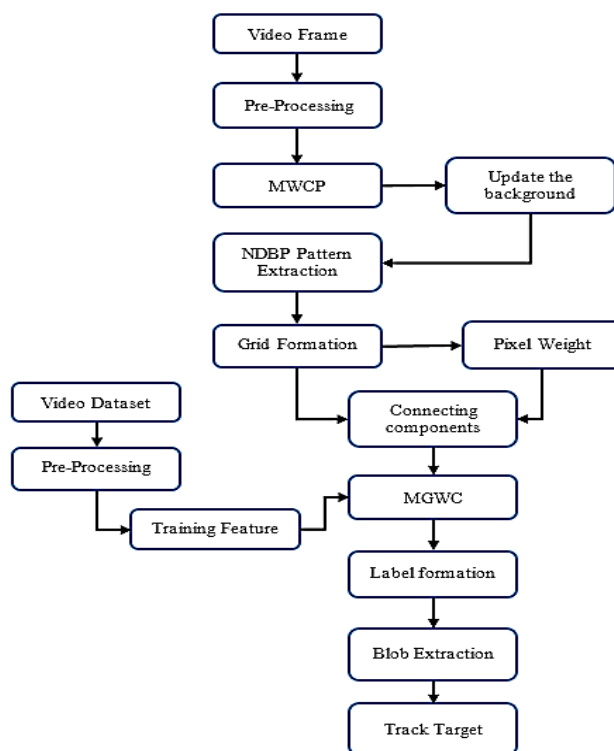 Video Frame
Pre-Processing
MWCP
Update the
background
NDBP Pattern
Extraction
Grid Formation
Pixel Weight
Video Dataset
Connecting
components
Pre-Processing
MGWC
Training Feature
Label formation
Blob Extraction
Track Target